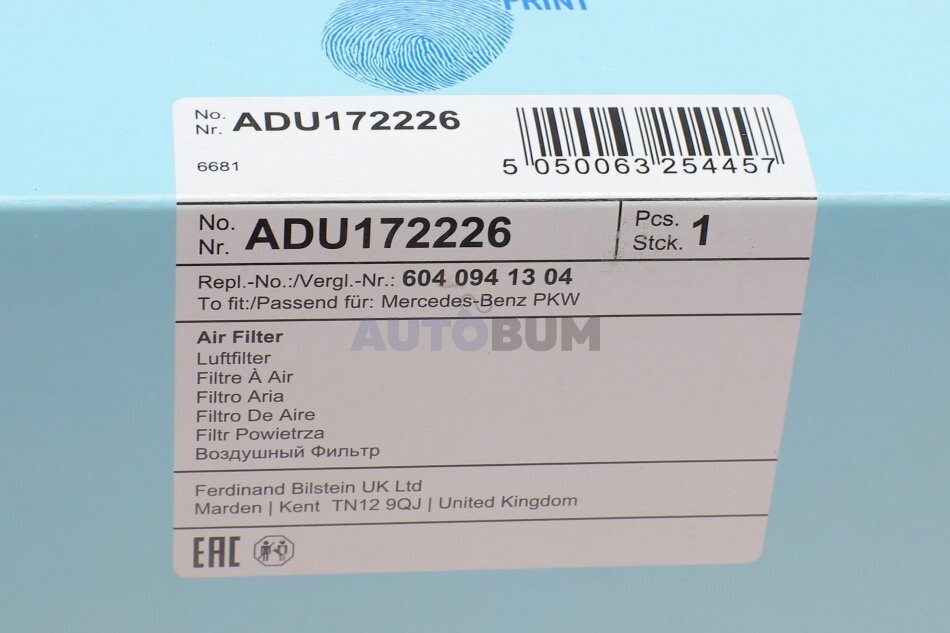 PRINT
No.
Nr. ADU172226
6681
5 050063 254457
No.
Nr. ADU172226
Pcs.
Stck. 1
Repl.-No.:/Vergl.-Nr.: 604 094 13 04
To fit:/Passend für: Mercedes-Benz PKW
AUTOBUM
Air Filter
Luftfilter
Filtre À Air
Filtro Aria
Filtro De Aire
Filtr Powietrza
Воздушный Фильтр
Ferdinand Bilstein UK Ltd
Marden | Kent TN12 9QJ | United Kingdom
EAC